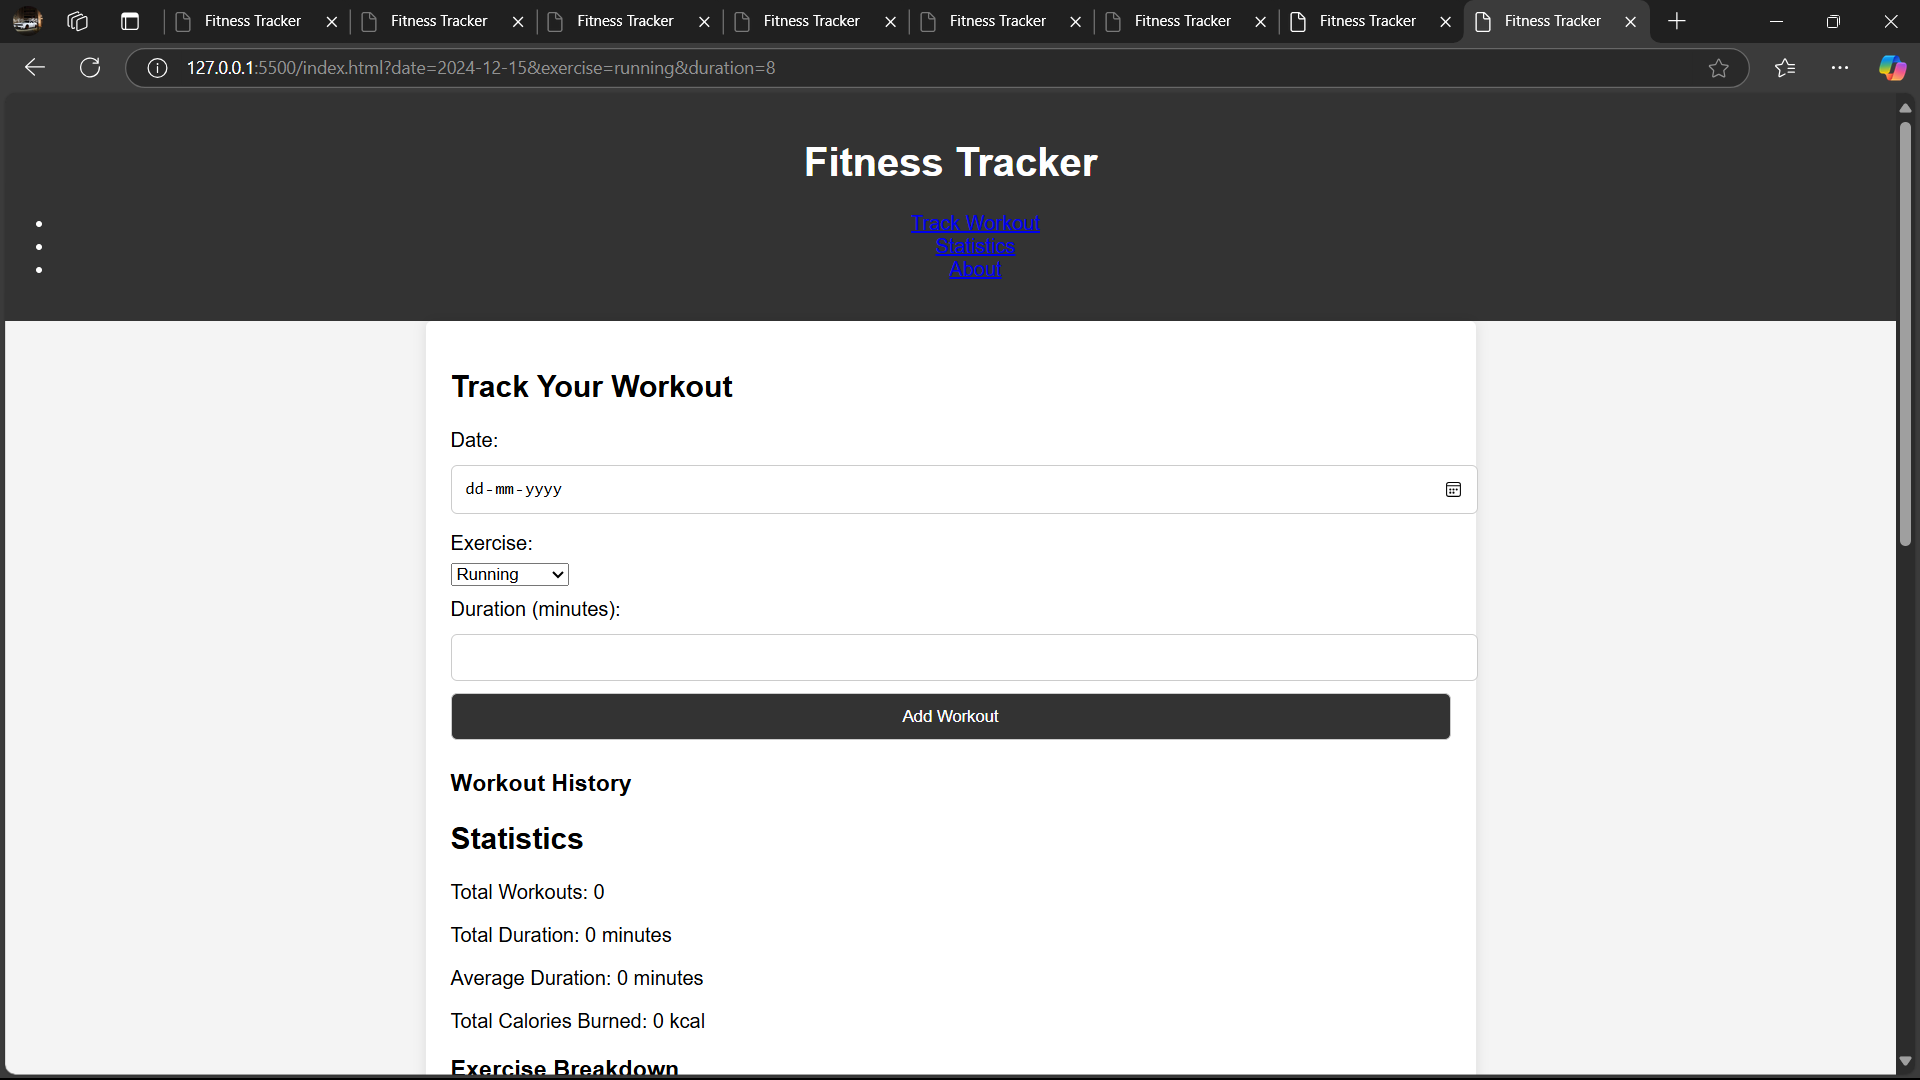 Fitness Tracker Fitness Tracker Fitness Tracker Fitness Tracker Fitness Tracker Fitness Tracker Fitness Tracker Fitness Tracker
127.0.0.1:5500/index.html?date=2024-12-15&exercise=running&duration=8
Fitness Tracker
Track Workout
Statistics
About
Track Your Workout
Date:
dd-mm-yyyy
Exercise:
Running
Duration (minutes):
Add Workout
Workout History
Statistics
Total Workouts: 0
Total Duration: 0 minutes
Average Duration: 0 minutes
Total Calories Burned: 0 kcal
Exercise Breakdown